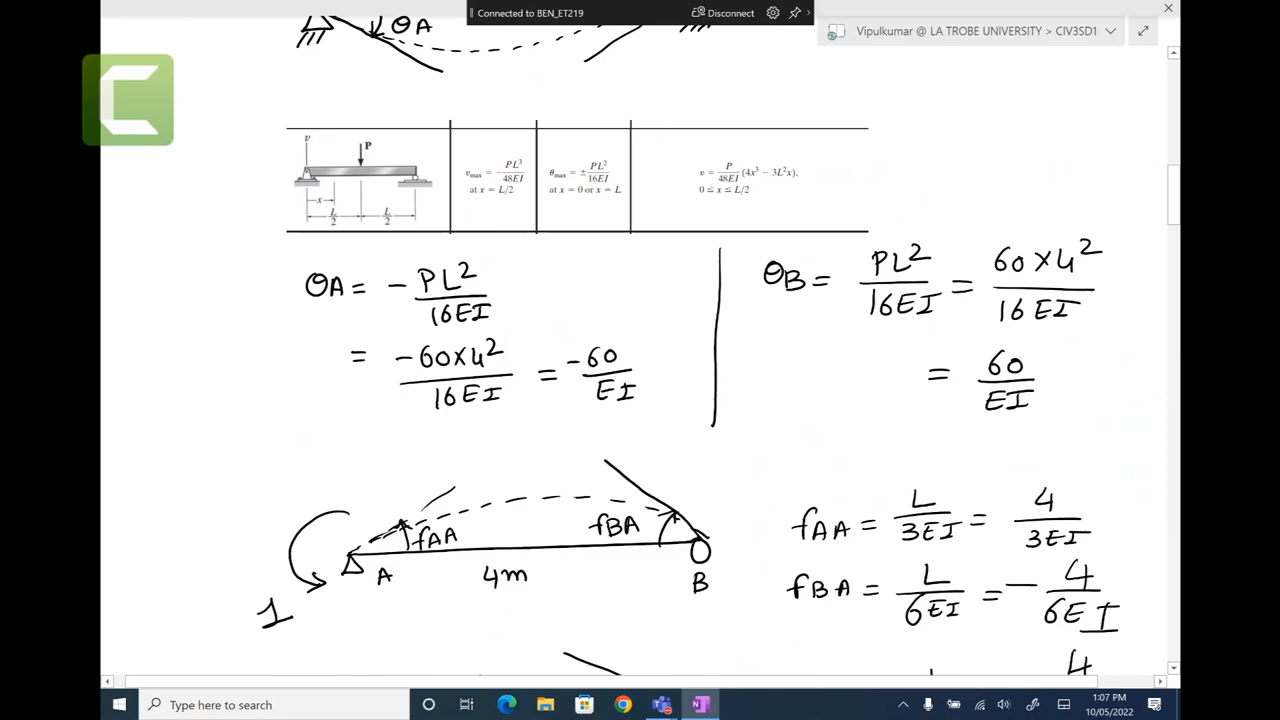 Connected to BEN_ET219
Disconnect
Vipulkumar @ LA TROBE UNIVERSITY > CIV3SD1
θA
v
P
x
L/2
L/2
v_max = −PL³/48EI
at x = L/2
θ_max = ±PL²/16EI
at x = 0 or x = L
v = P/48EI (4x³ − 3L²x),
0 ≤ x ≤ L/2
θA = − PL²/16EI
= −60×4²/16EI = −60/EI
θB = PL²/16EI = 60×4²/16EI
= 60/EI
1
fAA
fBA
A
4m
B
fAA = L/3EI = 4/3EI
fBA = L/6EI = − 4/6EI
4
Type here to search
1:07 PM
10/05/2022